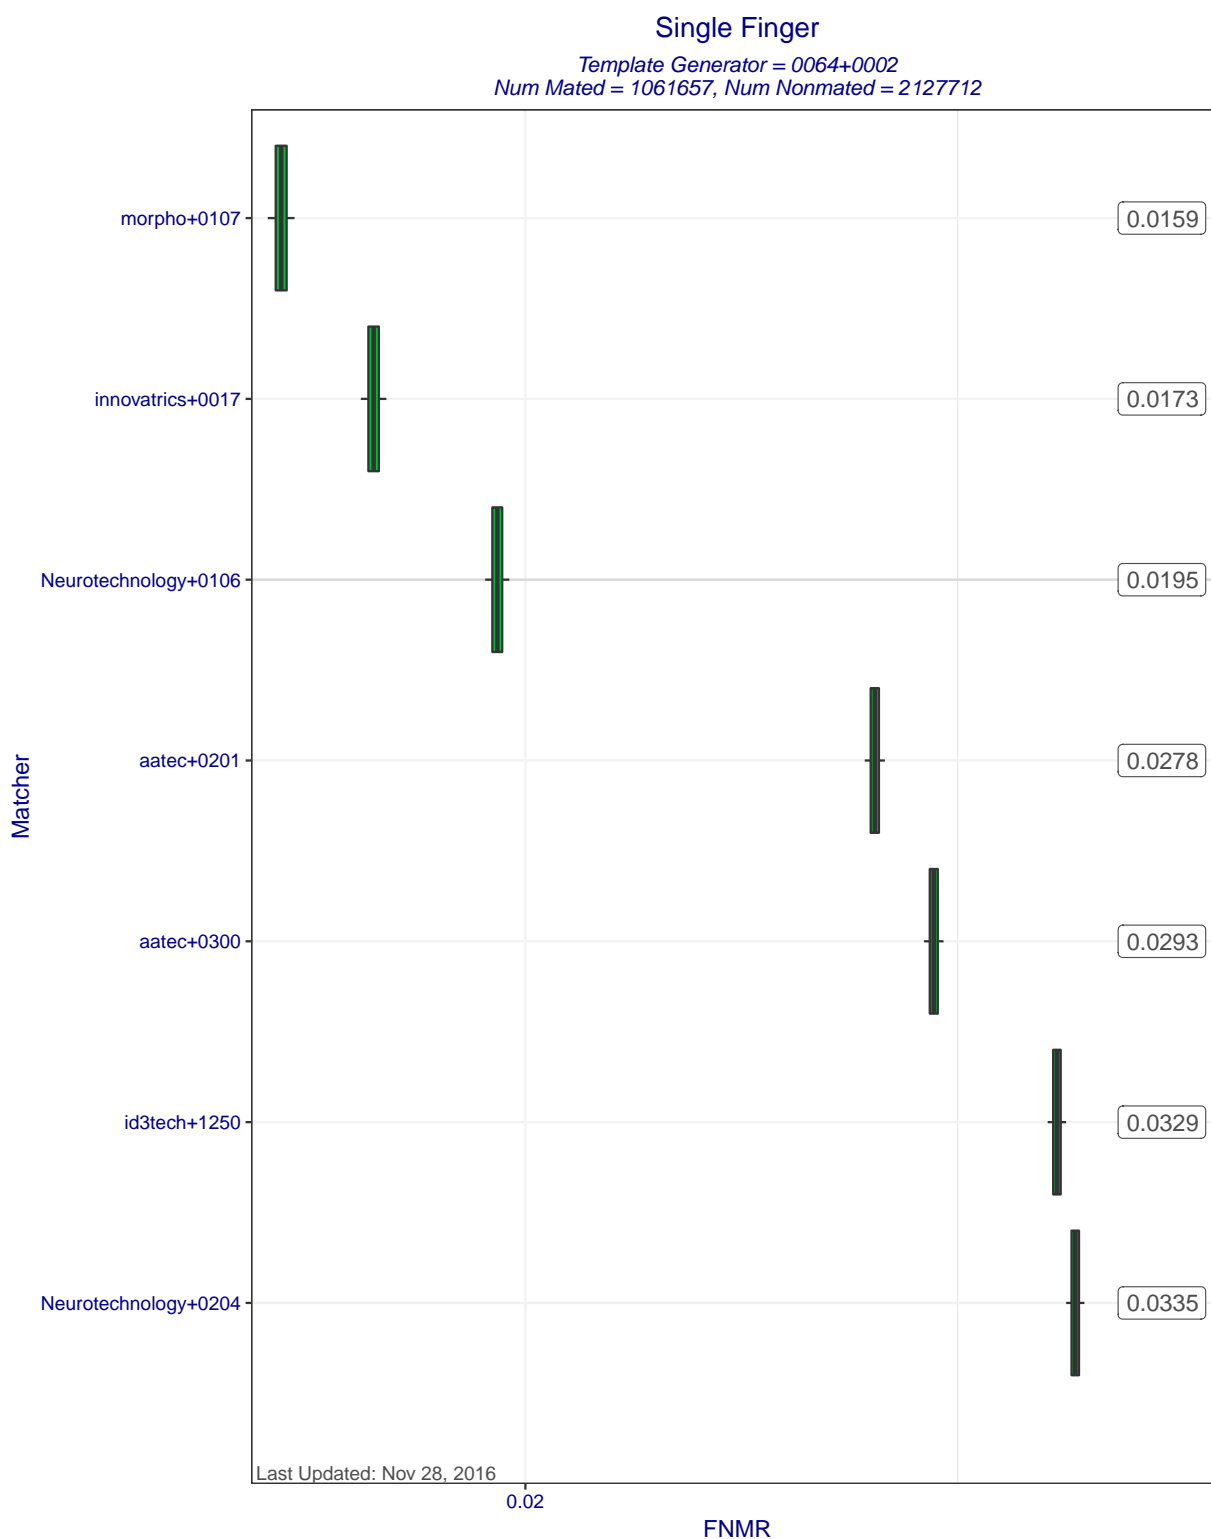 Single Finger
Template Generator = 0064+0002
Num Mated = 1061657, Num Nonmated = 2127712
morpho+0107
0.0159
innovatrics+0017
0.0173
Neurotechnology+0106
0.0195
aatec+0201
0.0278
Matcher
aatec+0300
0.0293
id3tech+1250
0.0329
Neurotechnology+0204
0.0335
Last Updated: Nov 28, 2016
0.02
FNMR